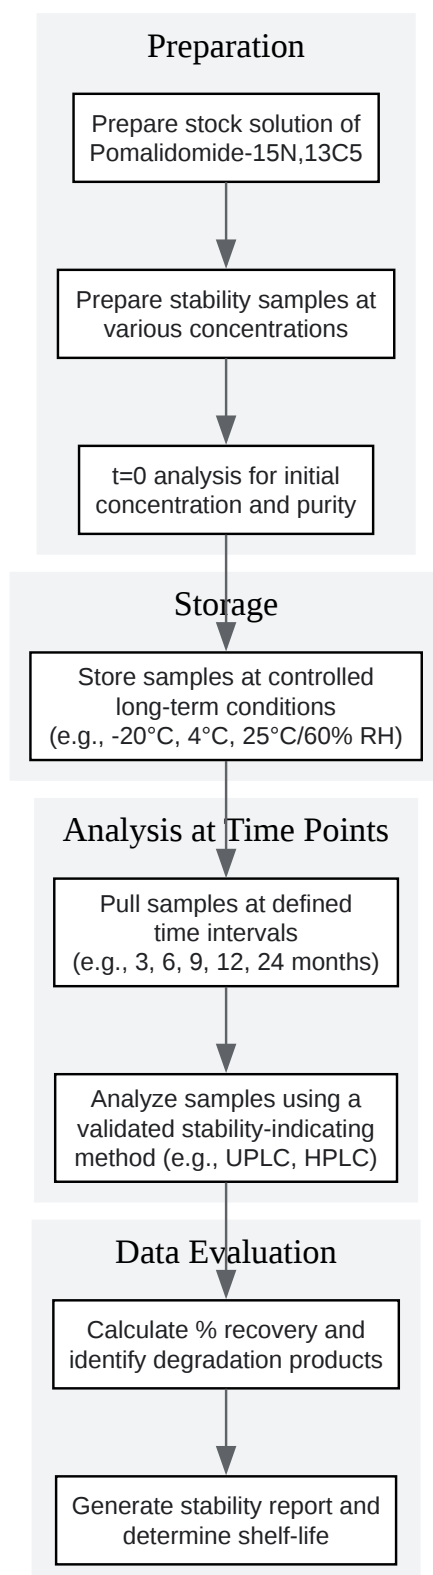 Preparation
Prepare stock solution of
Pomalidomide-15N,13C5
Prepare stability samples at
various concentrations
t=0 analysis for initial
concentration and purity
Storage
Store samples at controlled
long-term conditions
(e.g., -20°C, 4°C, 25°C/60% RH)
Analysis at Time Points
Pull samples at defined
time intervals
(e.g., 3, 6, 9, 12, 24 months)
Analyze samples using a
validated stability-indicating
method (e.g., UPLC, HPLC)
Data Evaluation
Calculate % recovery and
identify degradation products
Generate stability report and
determine shelf-life